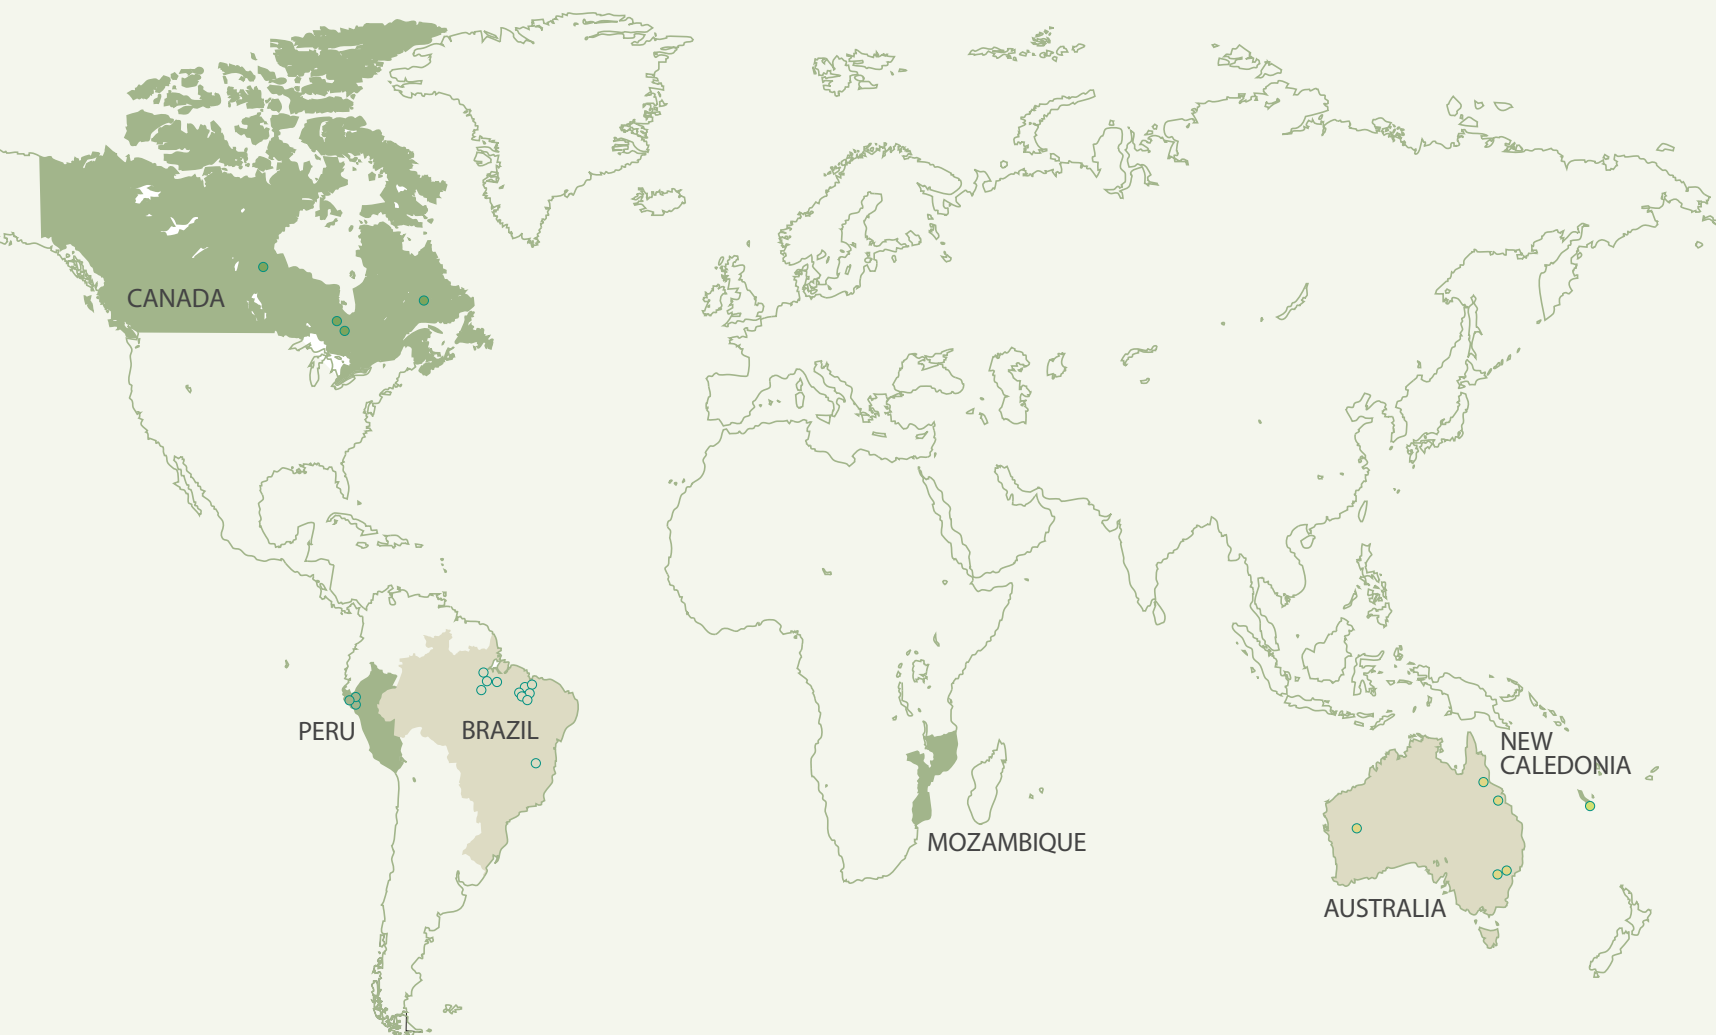 CANADA
PERU
BRAZIL
NEW
CALEDONIA
MOZAMBIQUE
AUSTRALIA